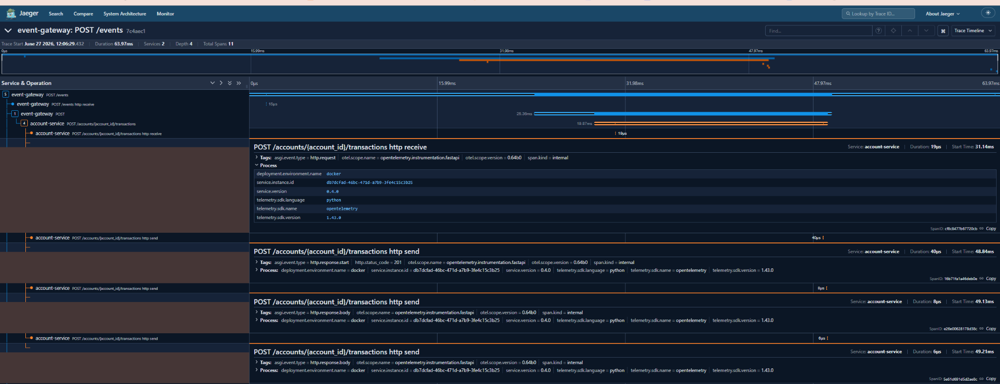 Jaeger Search Compare System Architecture Monitor Lookup by Trace ID... About Jaeger
event-gateway: POST /events 7c4aec1 Find... Trace Timeline
Trace Start June 27 2026, 12:06:29.432 Duration 63.97ms Services 2 Depth 4 Total Spans 11
0μs 15.99ms 31.98ms 47.97ms 63.97ms
Service & Operation 0μs 15.99ms 31.98ms 47.97ms 63.97ms
5 event-gateway POST /events
event-gateway POST /events http receive 15μs
1 event-gateway POST 25.36ms
4 account-service POST /accounts/{account_id}/transactions 19.87ms
account-service POST /accounts/{account_id}/transactions http receive 19μs
POST /accounts/{account_id}/transactions http receive Service: account-service Duration: 19μs Start Time: 31.14ms
Tags: asgi.event.type = http.request otel.scope.name = opentelemetry.instrumentation.fastapi otel.scope.version = 0.64b0 span.kind = internal
Process
deployment.environment.name docker
service.instance.id db7dcfad-46bc-471d-a7b9-3fe4c15c3b25
service.version 0.4.0
telemetry.sdk.language python
telemetry.sdk.name opentelemetry
telemetry.sdk.version 1.43.0
SpanID: cf8c8477b67720cb Copy
account-service POST /accounts/{account_id}/transactions http send 40μs
POST /accounts/{account_id}/transactions http send Service: account-service Duration: 40μs Start Time: 48.84ms
Tags: asgi.event.type = http.response.start http.status_code = 201 otel.scope.name = opentelemetry.instrumentation.fastapi otel.scope.version = 0.64b0 span.kind = internal
Process: deployment.environment.name = docker service.instance.id = db7dcfad-46bc-471d-a7b9-3fe4c15c3b25 service.version = 0.4.0 telemetry.sdk.language = python telemetry.sdk.name = opentelemetry telemetry.sdk.version = 1.43.0
SpanID: 16b71fa1a46deb0e Copy
account-service POST /accounts/{account_id}/transactions http send 8μs
POST /accounts/{account_id}/transactions http send Service: account-service Duration: 8μs Start Time: 49.13ms
Tags: asgi.event.type = http.response.body otel.scope.name = opentelemetry.instrumentation.fastapi otel.scope.version = 0.64b0 span.kind = internal
Process: deployment.environment.name = docker service.instance.id = db7dcfad-46bc-471d-a7b9-3fe4c15c3b25 service.version = 0.4.0 telemetry.sdk.language = python telemetry.sdk.name = opentelemetry telemetry.sdk.version = 1.43.0
SpanID: e26e00628178d38c Copy
account-service POST /accounts/{account_id}/transactions http send 6μs
POST /accounts/{account_id}/transactions http send Service: account-service Duration: 6μs Start Time: 49.21ms
Tags: asgi.event.type = http.response.body otel.scope.name = opentelemetry.instrumentation.fastapi otel.scope.version = 0.64b0 span.kind = internal
Process: deployment.environment.name = docker service.instance.id = db7dcfad-46bc-471d-a7b9-3fe4c15c3b25 service.version = 0.4.0 telemetry.sdk.language = python telemetry.sdk.name = opentelemetry telemetry.sdk.version = 1.43.0
SpanID: 5e61d691d5d2ae8c Copy